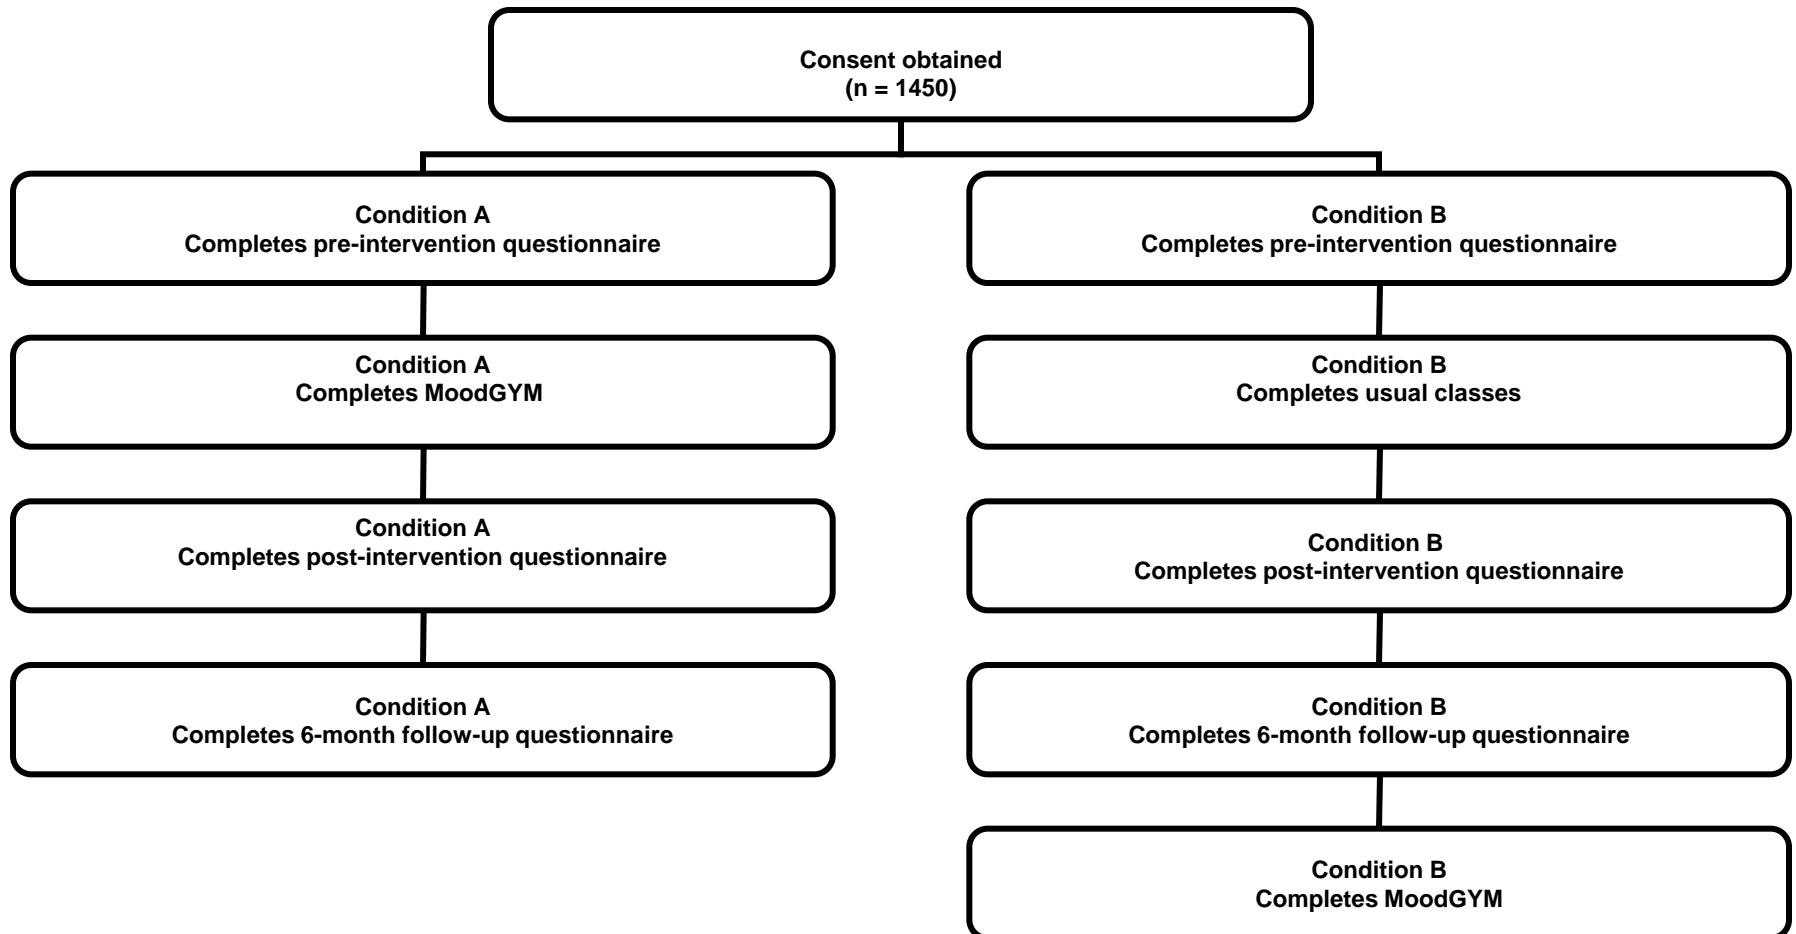 Consent obtained
(n = 1450)
Condition A
Completes pre-intervention questionnaire
Condition B
Completes pre-intervention questionnaire
Condition A
Completes MoodGYM
Condition B
Completes usual classes
Condition A
Completes post-intervention questionnaire
Condition B
Completes post-intervention questionnaire
Condition A
Completes 6-month follow-up questionnaire
Condition B
Completes 6-month follow-up questionnaire
Condition B
Completes MoodGYM